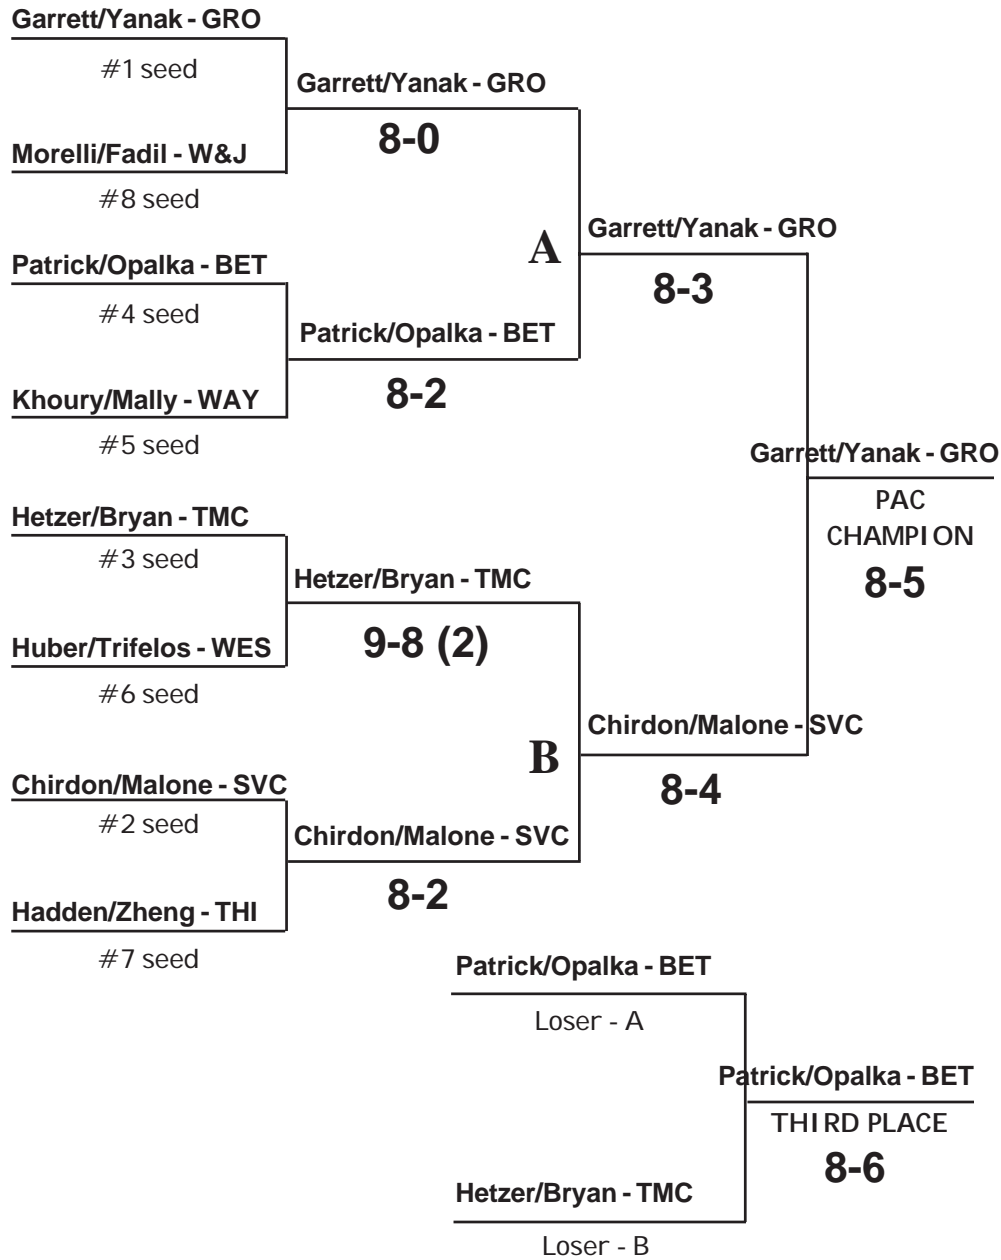 Garrett/Yanak - GRO
#1 seed
Garrett/Yanak - GRO
8-0
Morelli/Fadil - W&J
#8 seed
A
Garrett/Yanak - GRO
8-3
Patrick/Opalka - BET
#4 seed
Patrick/Opalka - BET
8-2
Khoury/Mally - WAY
#5 seed
Garrett/Yanak - GRO
PAC
CHAMPION
8-5
Hetzer/Bryan - TMC
#3 seed
Hetzer/Bryan - TMC
9-8 (2)
Huber/Trifelos - WES
#6 seed
B
Chirdon/Malone - SVC
8-4
Chirdon/Malone - SVC
#2 seed
Chirdon/Malone - SVC
8-2
Hadden/Zheng - THI
#7 seed
Patrick/Opalka - BET
Loser - A
Patrick/Opalka - BET
THIRD PLACE
8-6
Hetzer/Bryan - TMC
Loser - B